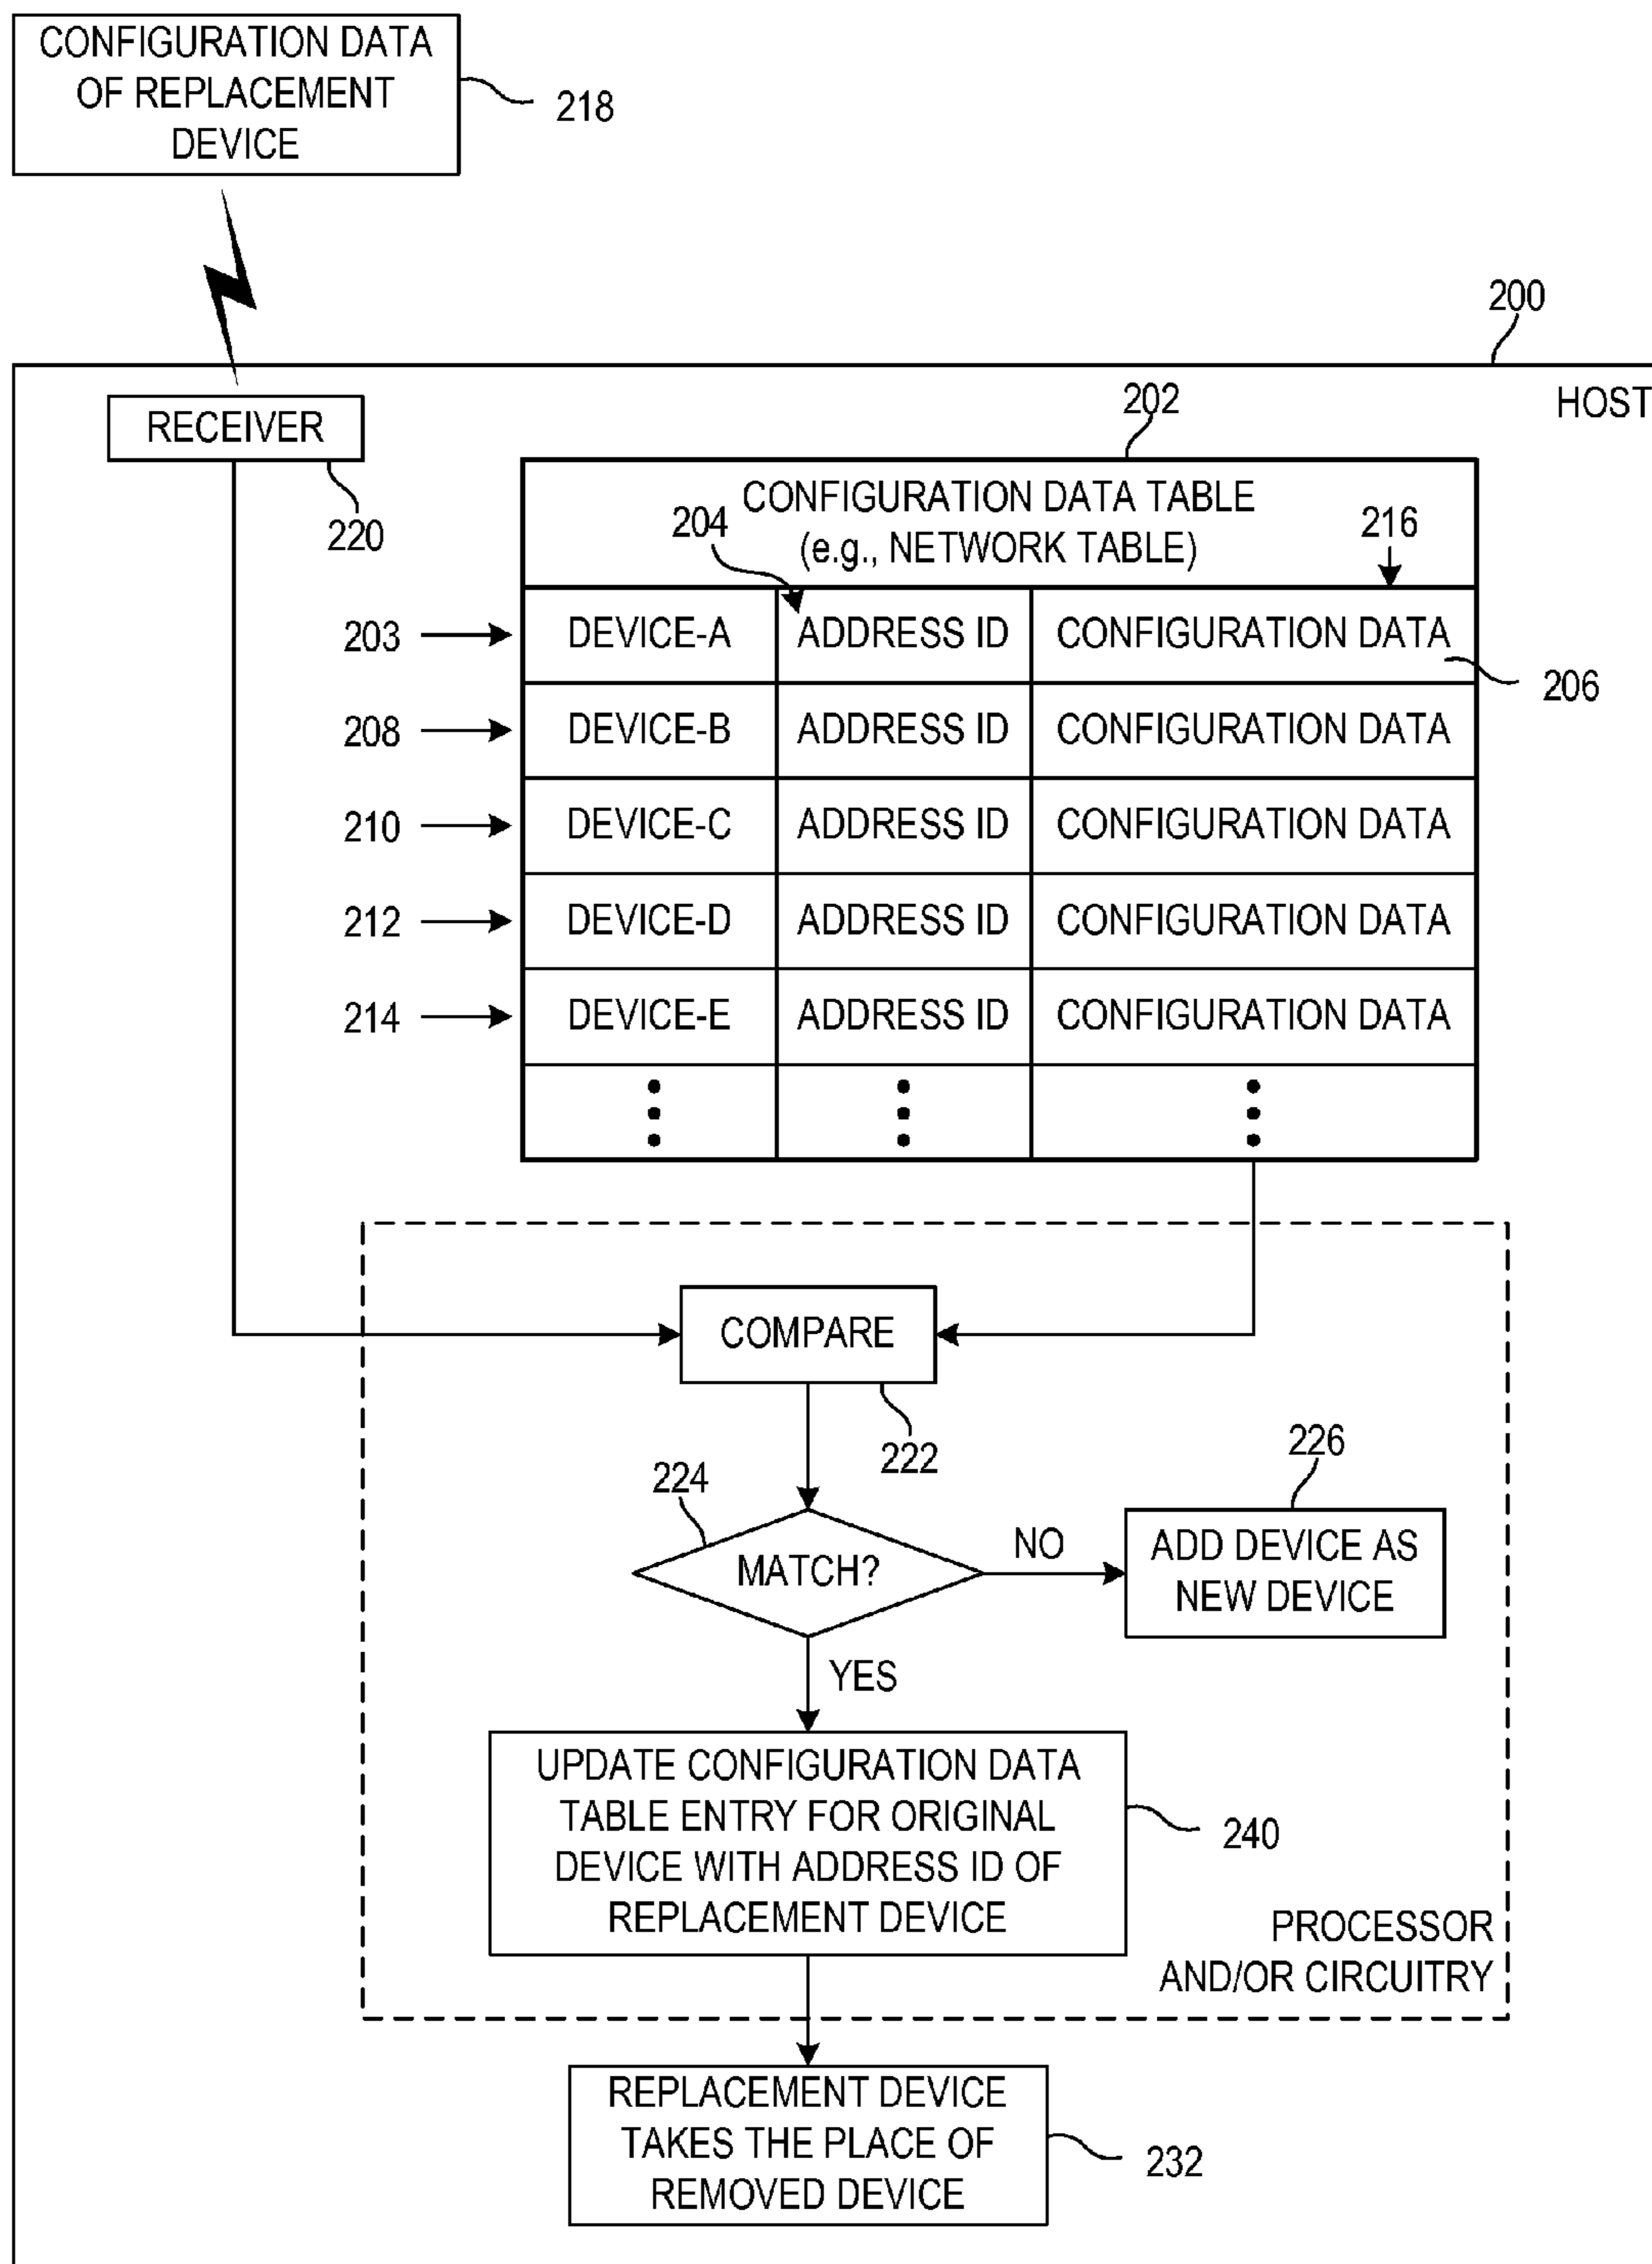 CONFIGURATION DATA
OF REPLACEMENT
DEVICE
218
200
HOST
RECEIVER
220
202
CONFIGURATION DATA TABLE
(e.g., NETWORK TABLE)
204
216
203
DEVICE-A ADDRESS ID CONFIGURATION DATA
206
208
DEVICE-B ADDRESS ID CONFIGURATION DATA
210
DEVICE-C ADDRESS ID CONFIGURATION DATA
212
DEVICE-D ADDRESS ID CONFIGURATION DATA
214
DEVICE-E ADDRESS ID CONFIGURATION DATA
COMPARE
222
224
MATCH?
NO
226
ADD DEVICE AS
NEW DEVICE
YES
UPDATE CONFIGURATION DATA
TABLE ENTRY FOR ORIGINAL
DEVICE WITH ADDRESS ID OF
REPLACEMENT DEVICE
240
PROCESSOR
AND/OR CIRCUITRY
REPLACEMENT DEVICE
TAKES THE PLACE OF
REMOVED DEVICE
232